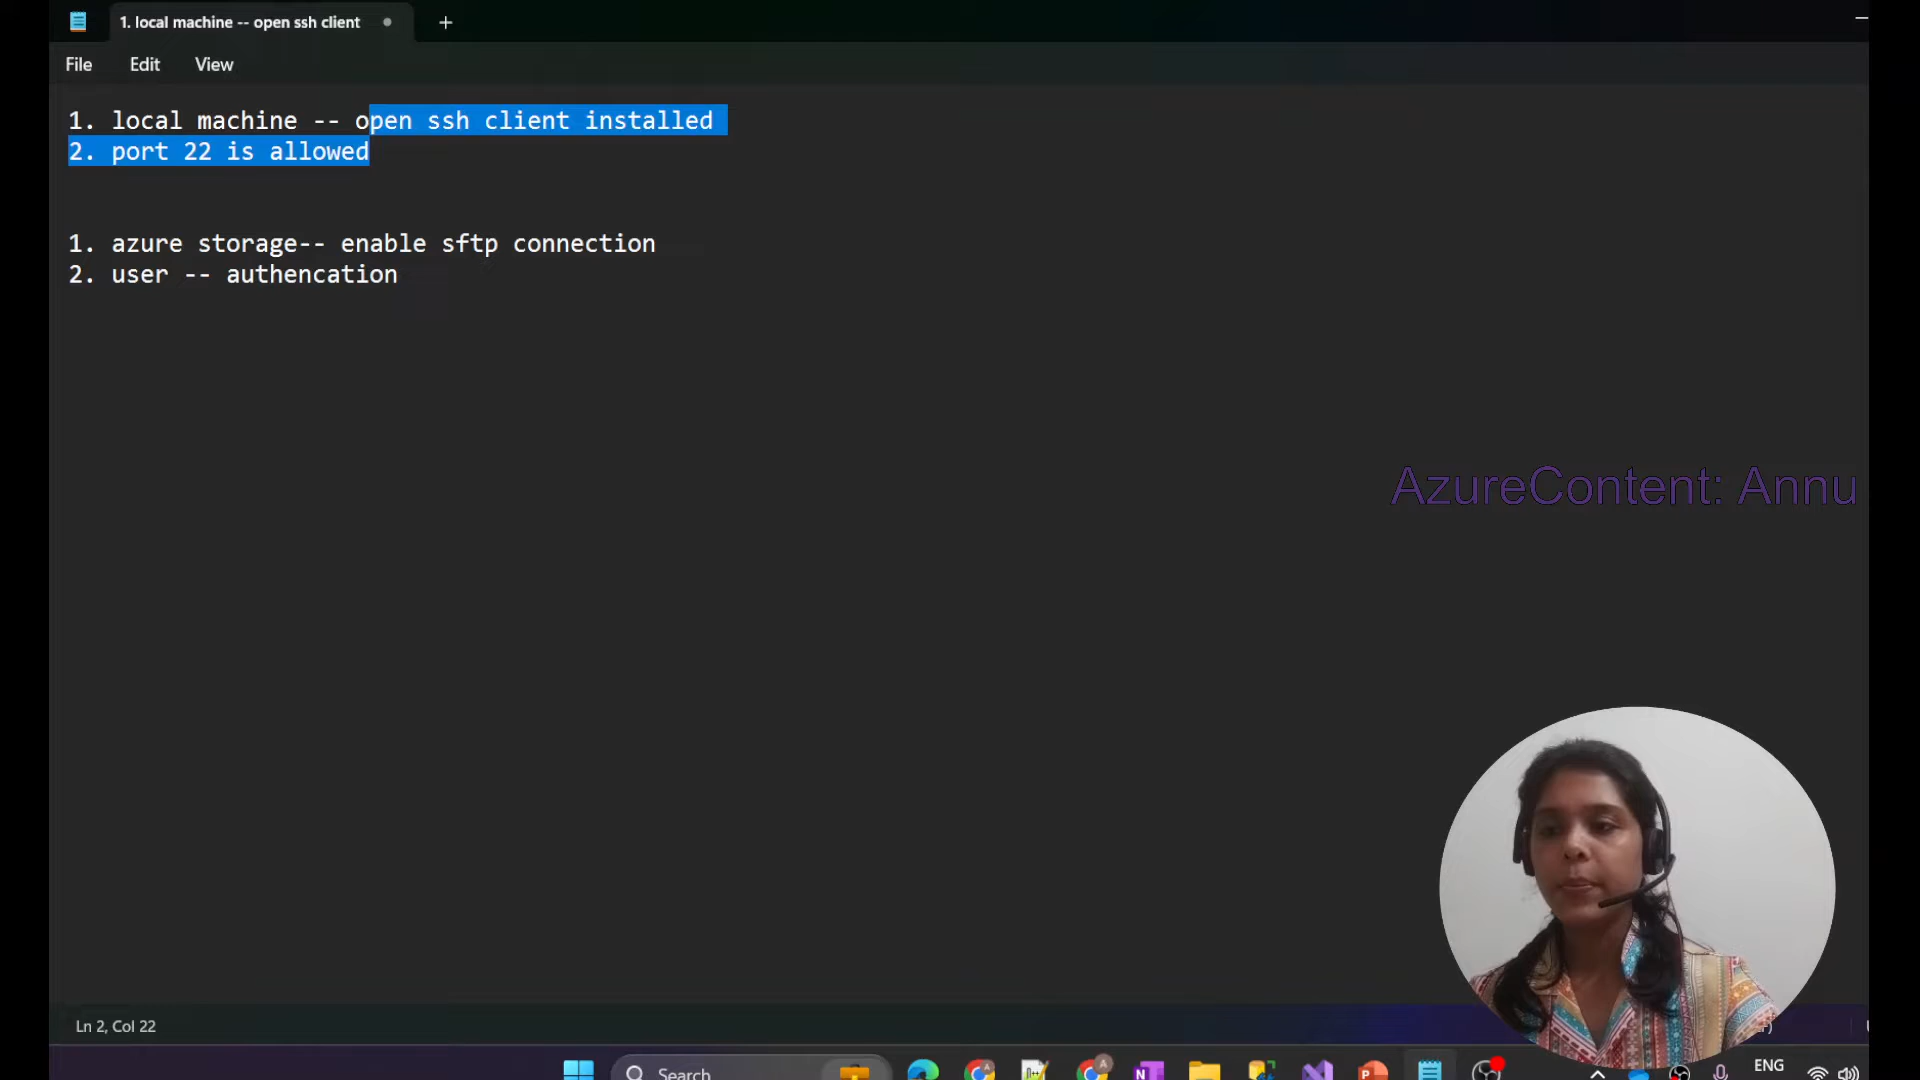 1. local machine -- open ssh client
File Edit View
1. local machine -- open ssh client installed
2. port 22 is allowed
1. azure storage-- enable sftp connection
2. user -- authencation
AzureContent: Annu
Ln 2, Col 22
Search
ENG